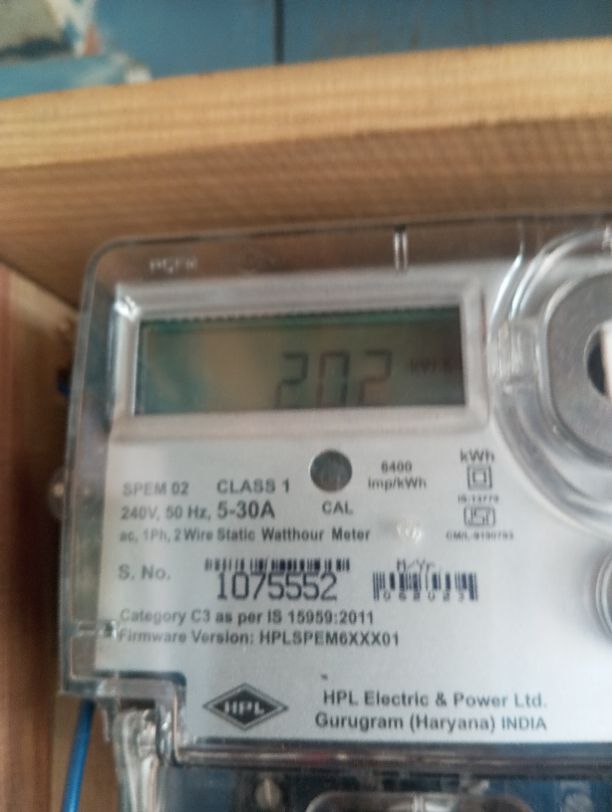 202
SPEM 02 CLASS 1
240V, 50 Hz, 5-30A
ac, 1Ph, 2 Wire Static Watthour Meter
CAL
6400
imp/kWh
kWh
S. No. 1075552
M/Yr.
Category C3 as per IS 15959:2011
Firmware Version: HPLSPEM6XXX01
HPL
HPL Electric & Power Ltd.
Gurugram (Haryana) INDIA